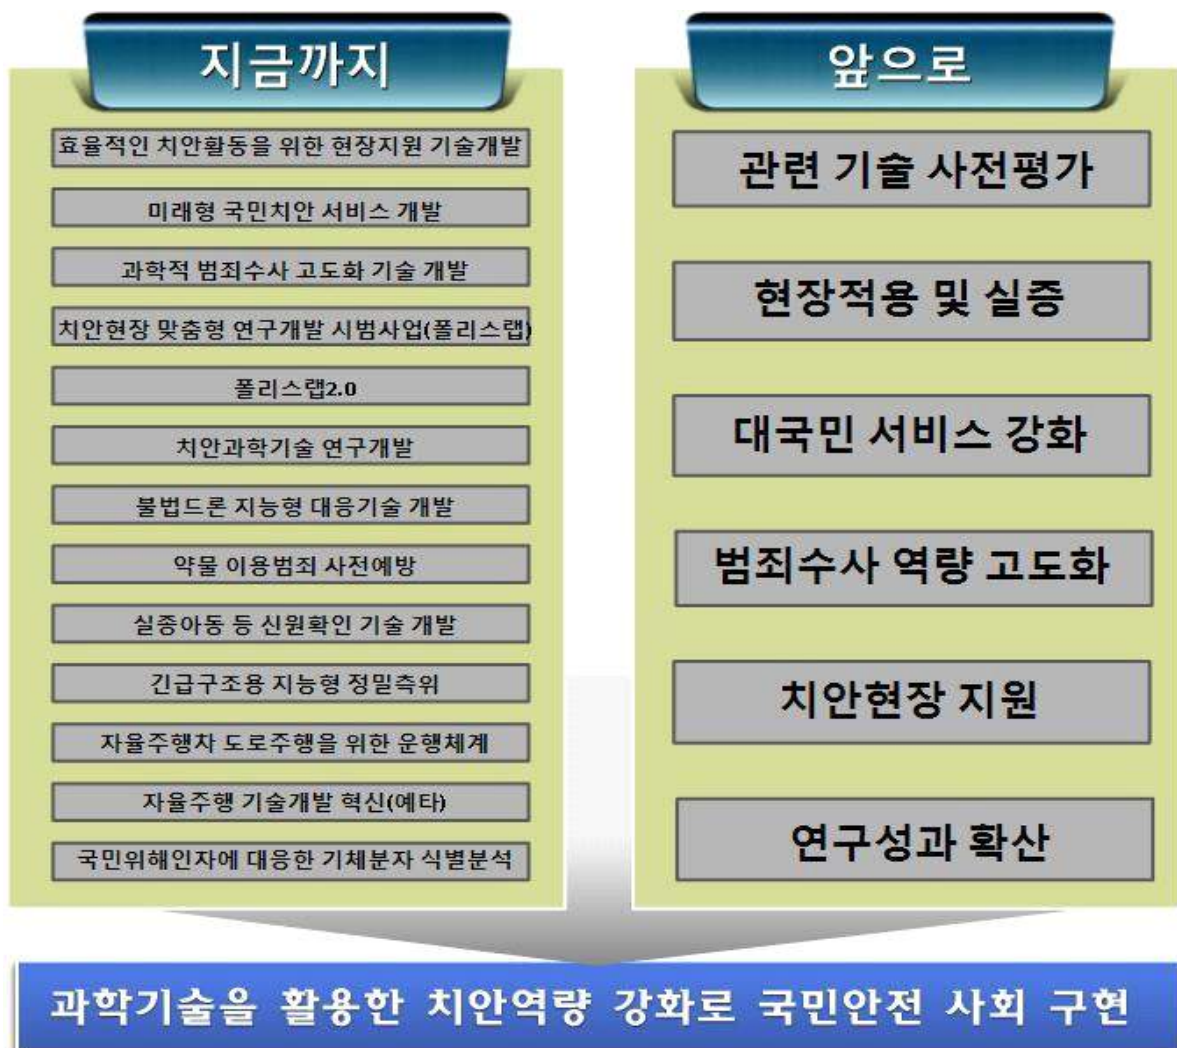 지금까지
효율적인 치안활동을 위한 현장지원 기술개발
미래형 국민치안 서비스 개발
과학적 범죄수사 고도화 기술 개발
치안현장 맞춤형 연구개발 시범사업(폴리스랩)
폴리스랩2.0
치안과학기술 연구개발
불법드론 지능형 대응기술 개발
약물 이용범죄 사전예방
실종아동 등 신원확인 기술 개발
긴급구조용 지능형 정밀측위
자율주행차 도로주행을 위한 운행체계
자율주행 기술개발 혁신(예타)
국민위해인자에 대응한 기체분자 식별분석
앞으로
관련 기술 사전평가
현장적용 및 실증
대국민 서비스 강화
범죄수사 역량 고도화
치안현장 지원
연구성과 확산
과학기술을 활용한 치안역량 강화로 국민안전 사회 구현